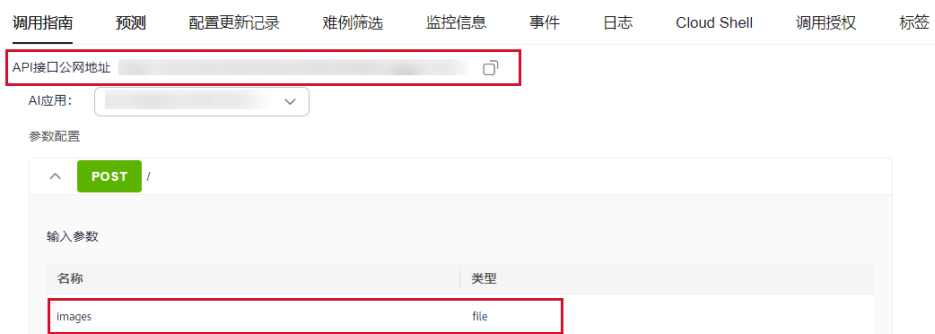 调用指南 预测 配置更新记录 难例筛选 监控信息 事件 日志 Cloud Shell 调用授权 标签
API接口公网地址
AI应用：
参数配置
POST /
输入参数
名称 类型
images file